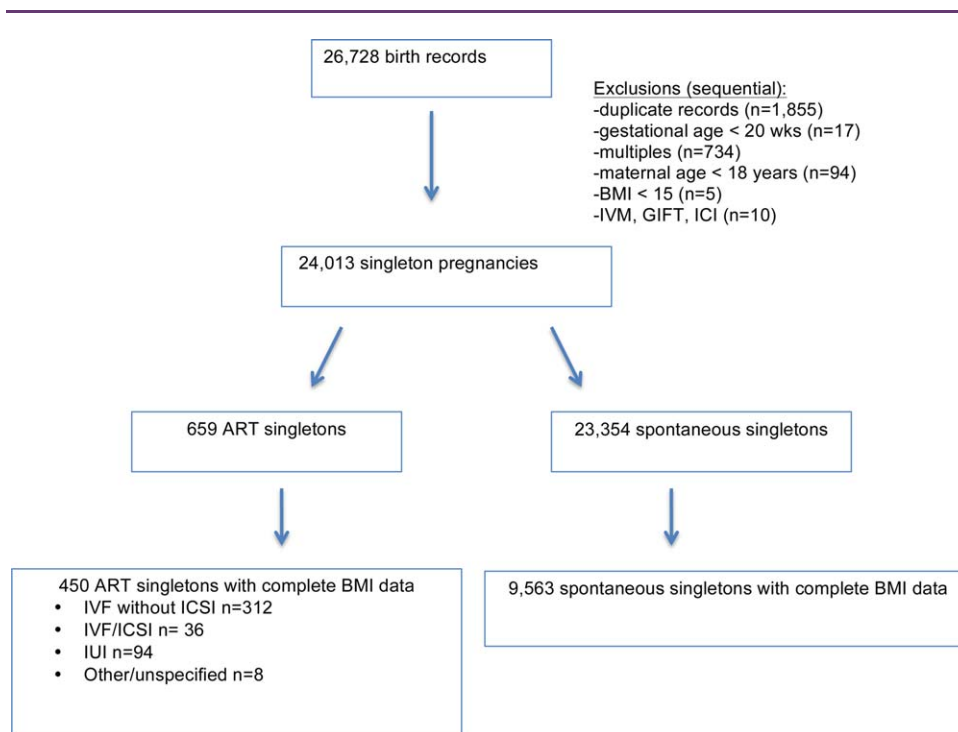 26,728 birth records
Exclusions (sequential):
-duplicate records (n=1,855)
-gestational age < 20 wks (n=17)
-multiples (n=734)
-maternal age < 18 years (n=94)
-BMI < 15 (n=5)
-IVM, GIFT, ICI (n=10)
24,013 singleton pregnancies
659 ART singletons
23,354 spontaneous singletons
450 ART singletons with complete BMI data
• IVF without ICSI n=312
• IVF/ICSI n= 36
• IUI n=94
• Other/unspecified n=8
9,563 spontaneous singletons with complete BMI data